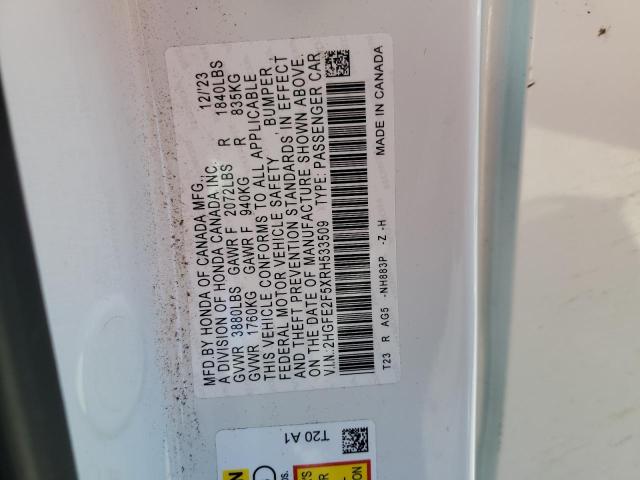 MFD.BY HONDA OF CANADA MFG., 12/'23
A DIVISION OF HONDA CANADA INC.
GVWR 3880LBS GAWR F 2072LBS R 1840LBS
GVWR 1760KG GAWR F 940KG R 835KG
THIS VEHICLE CONFORMS TO ALL APPLICABLE
FEDERAL MOTOR VEHICLE SAFETY , BUMPER ,
AND THEFT PREVENTION STANDARDS IN EFFECT
ON THE DATE OF MANUFACTURE SHOWN ABOVE.
V.I.N.:2HGFE2F5XRH533509 TYPE: PASSENGER CAR
T23 R AG5 -NH883P -Z -H MADE IN CANADA
T20 A1